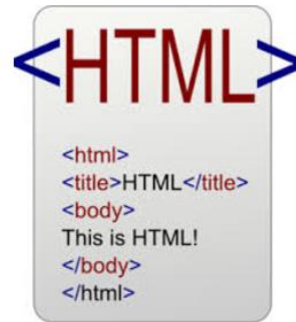 <HTML>
<html>
<title>HTML</title>
<body>
This is HTML!
</body>
</html>